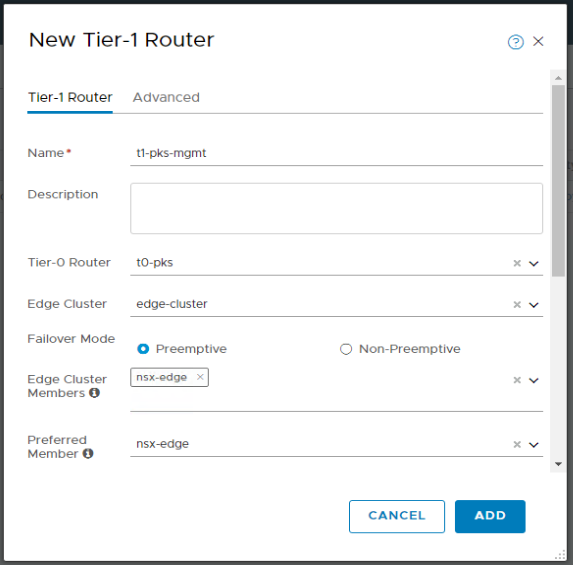 New Tier-1 Router
Tier-1 Router Advanced
Name* t1-pks-mgmt
Description
Tier-0 Router t0-pks
Edge Cluster edge-cluster
Failover Mode
Preemptive Non-Preemptive
Edge Cluster
Members
nsx-edge
Preferred
Member
nsx-edge
CANCEL ADD